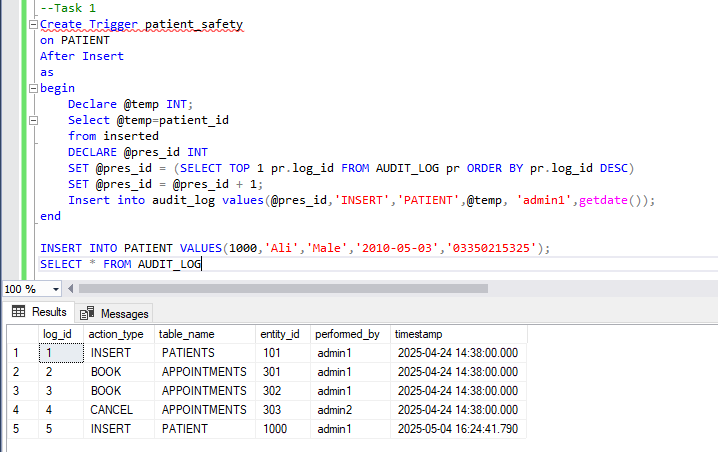 --Task 1
Create Trigger patient_safety
on PATIENT
After Insert
as
begin
Declare @temp INT;
Select @temp=patient_id
from inserted
DECLARE @pres_id INT
SET @pres_id = (SELECT TOP 1 pr.log_id FROM AUDIT_LOG pr ORDER BY pr.log_id DESC)
SET @pres_id = @pres_id + 1;
Insert into audit_log values(@pres_id,'INSERT','PATIENT',@temp, 'admin1',getdate());
end
INSERT INTO PATIENT VALUES(1000,'Ali','Male','2010-05-03','03350215325');
SELECT * FROM AUDIT_LOG
100 %
Results Messages
log_id action_type table_name entity_id performed_by timestamp
1 1 INSERT PATIENTS 101 admin1 2025-04-24 14:38:00.000
2 2 BOOK APPOINTMENTS 301 admin1 2025-04-24 14:38:00.000
3 3 BOOK APPOINTMENTS 302 admin1 2025-04-24 14:38:00.000
4 4 CANCEL APPOINTMENTS 303 admin2 2025-04-24 14:38:00.000
5 5 INSERT PATIENT 1000 admin1 2025-05-04 16:24:41.790